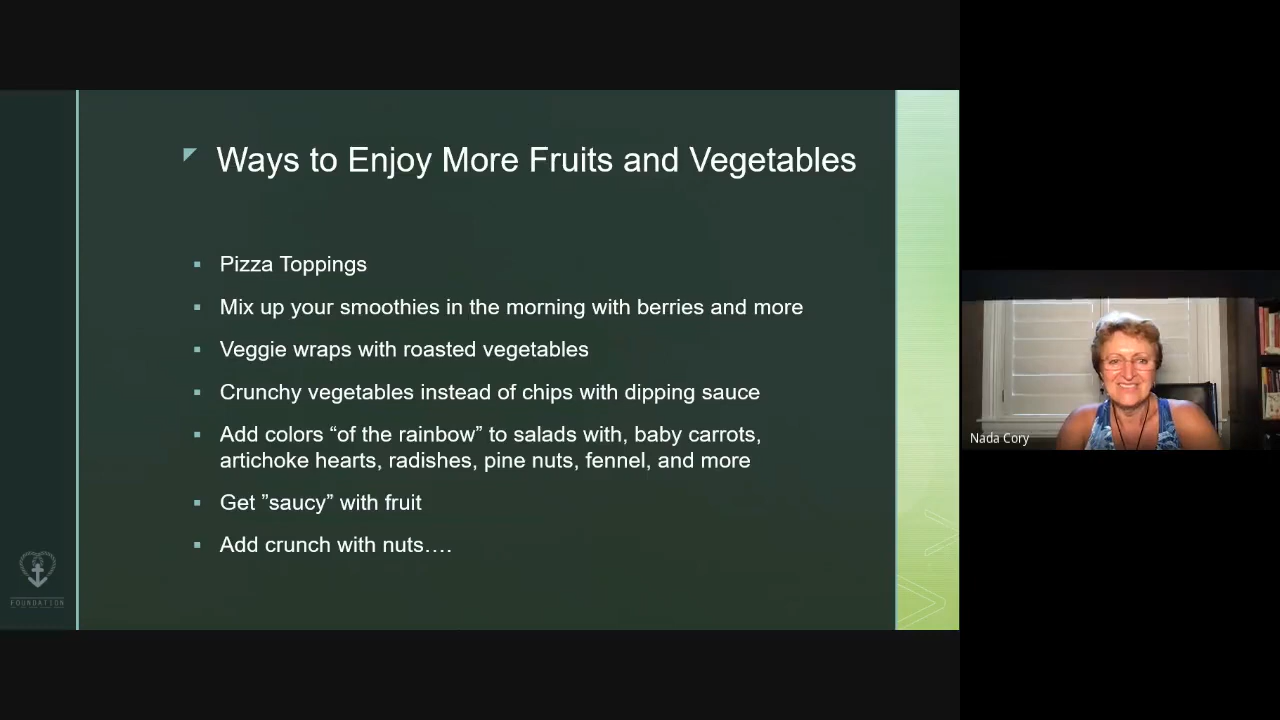 Ways to Enjoy More Fruits and Vegetables
Pizza Toppings
Mix up your smoothies in the morning with berries and more
Veggie wraps with roasted vegetables
Crunchy vegetables instead of chips with dipping sauce
Add colors “of the rainbow” to salads with, baby carrots,
artichoke hearts, radishes, pine nuts, fennel, and more
Get ”saucy” with fruit
Add crunch with nuts….
FOUNDATION
Nada Cory